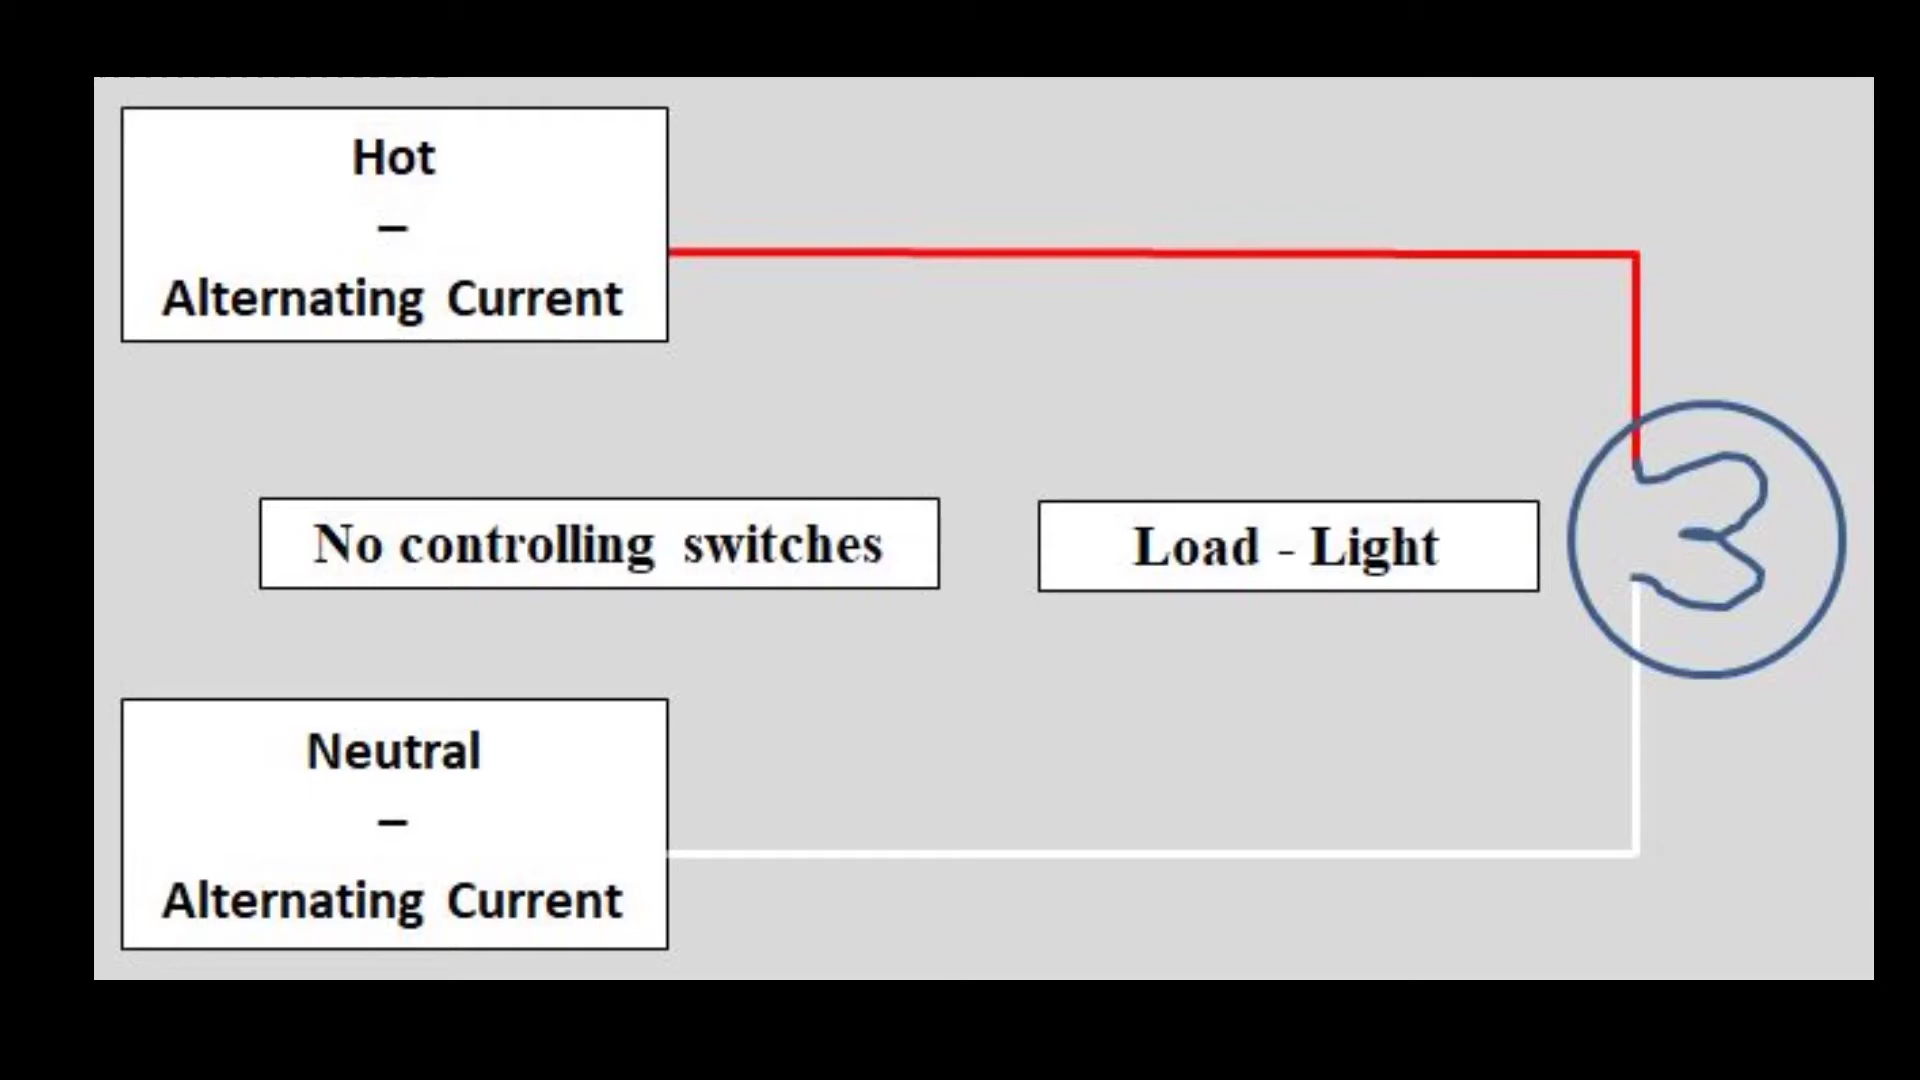 Hot
–
Alternating Current
No controlling switches
Load - Light
Neutral
–
Alternating Current